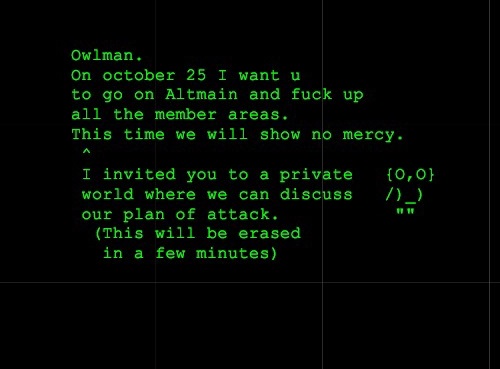 Owlman.
On october 25 I want u
to go on Altmain and fuck up
all the member areas.
This time we will show no mercy.
^
I invited you to a private {O,O}
world where we can discuss /)_)
our plan of attack. ""
(This will be erased
in a few minutes)